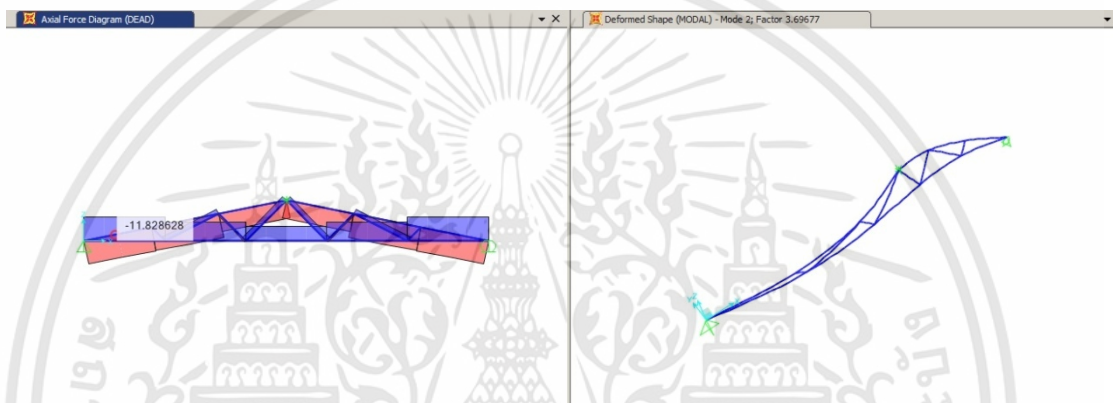 Axial Force Diagram (DEAD)
Deformed Shape (MODAL) - Mode 2; Factor 3.69677
-11.828628